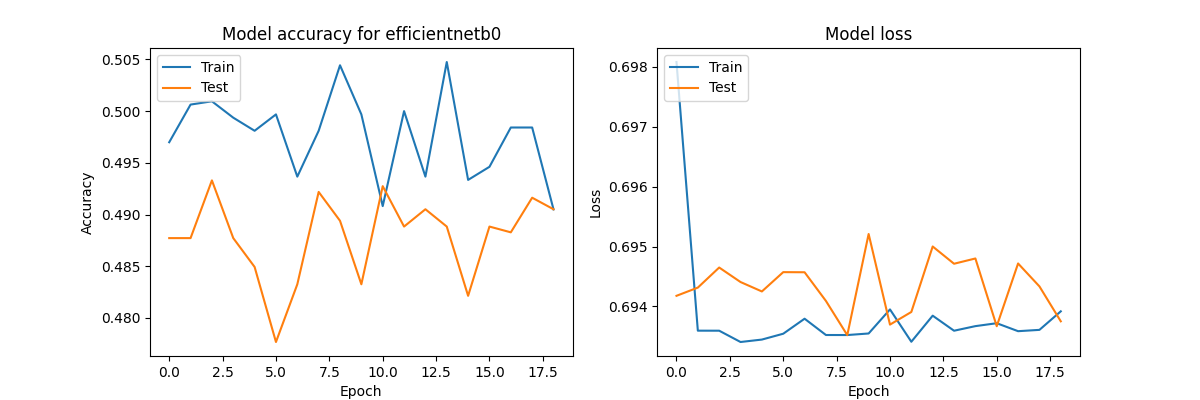 Model accuracy for efficientnetb0
Train
Test
0.505
0.500
0.495
0.490
0.485
0.480
Accuracy
0.0 2.5 5.0 7.5 10.0 12.5 15.0 17.5
Epoch
Model loss
Train
Test
0.698
0.697
0.696
0.695
0.694
Loss
0.0 2.5 5.0 7.5 10.0 12.5 15.0 17.5
Epoch